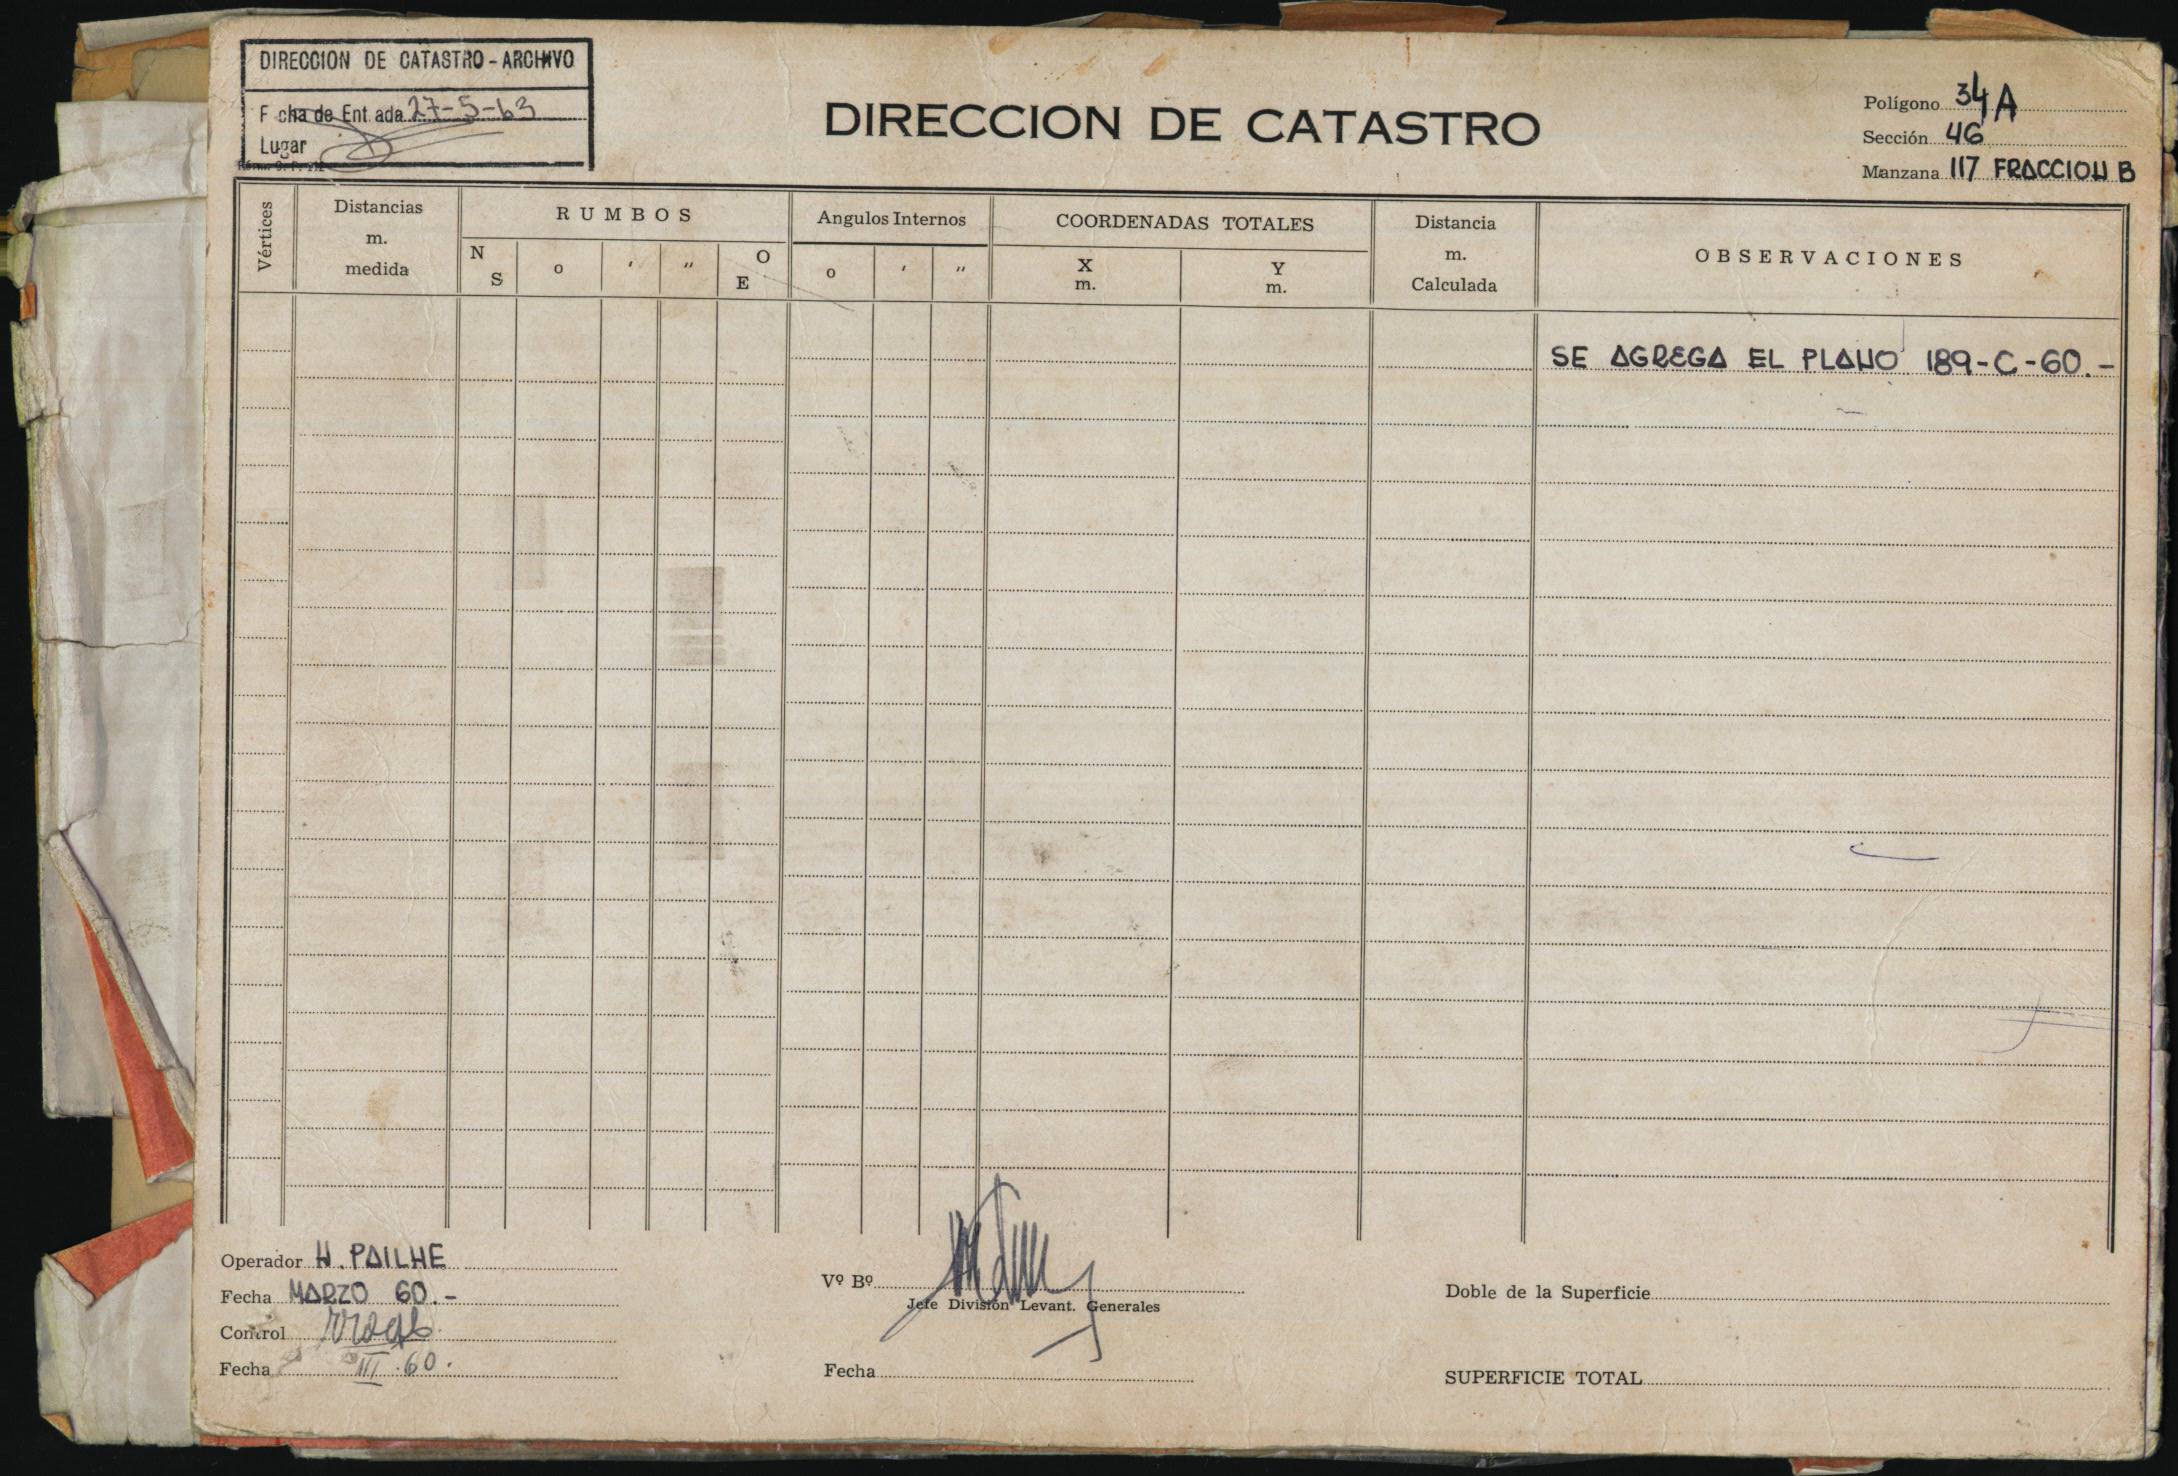 DIRECCION DE CATASTRO - ARCHIVO
F cha de Ent ada 27-5-63
Lugar
DIRECCION DE CATASTRO
Polígono 34A
Sección 46
Manzana 117 FRACCION B
Vértices
Distancias
m.
medida
RUMBOS
N
S
o
′
″
O
E
Angulos Internos
o
′
″
COORDENADAS TOTALES
X
m.
Y
m.
Distancia
m.
Calculada
OBSERVACIONES
SE AGREGA EL PLANO 189-C-60.-
Operador H. PAILHE
Fecha MARZO 60.-
Control
Fecha III.60.
Vº Bº
Jefe División Levant. Generales
Fecha
Doble de la Superficie
SUPERFICIE TOTAL